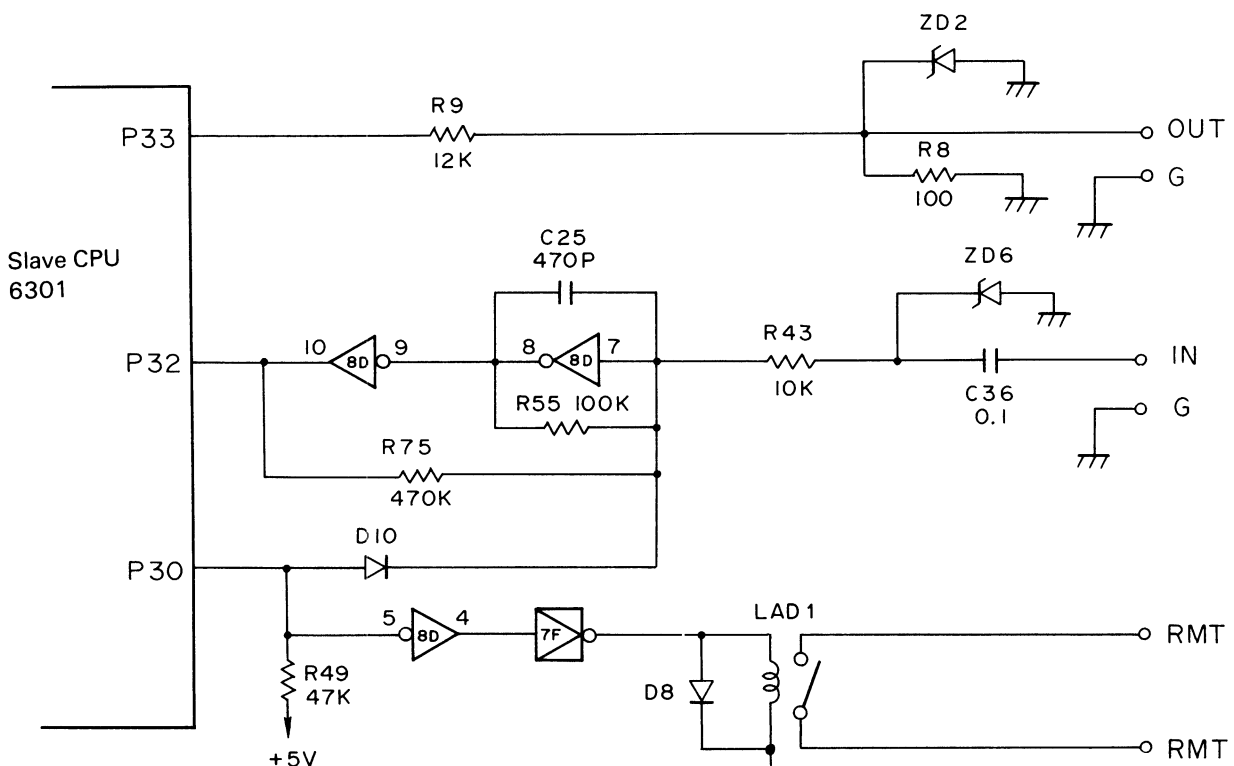 ZD2
R9
P33
12K
OUT
R8
100
G
C25
470P
Slave CPU
6301
ZD6
R43
10 8D 9
8 8D 7
P32
IN
10K
C36
0.1
R55 100K
G
R75
470K
D10
P30
5 8D 4
7F
LAD1
RMT
R49
47K
D8
+5V
RMT